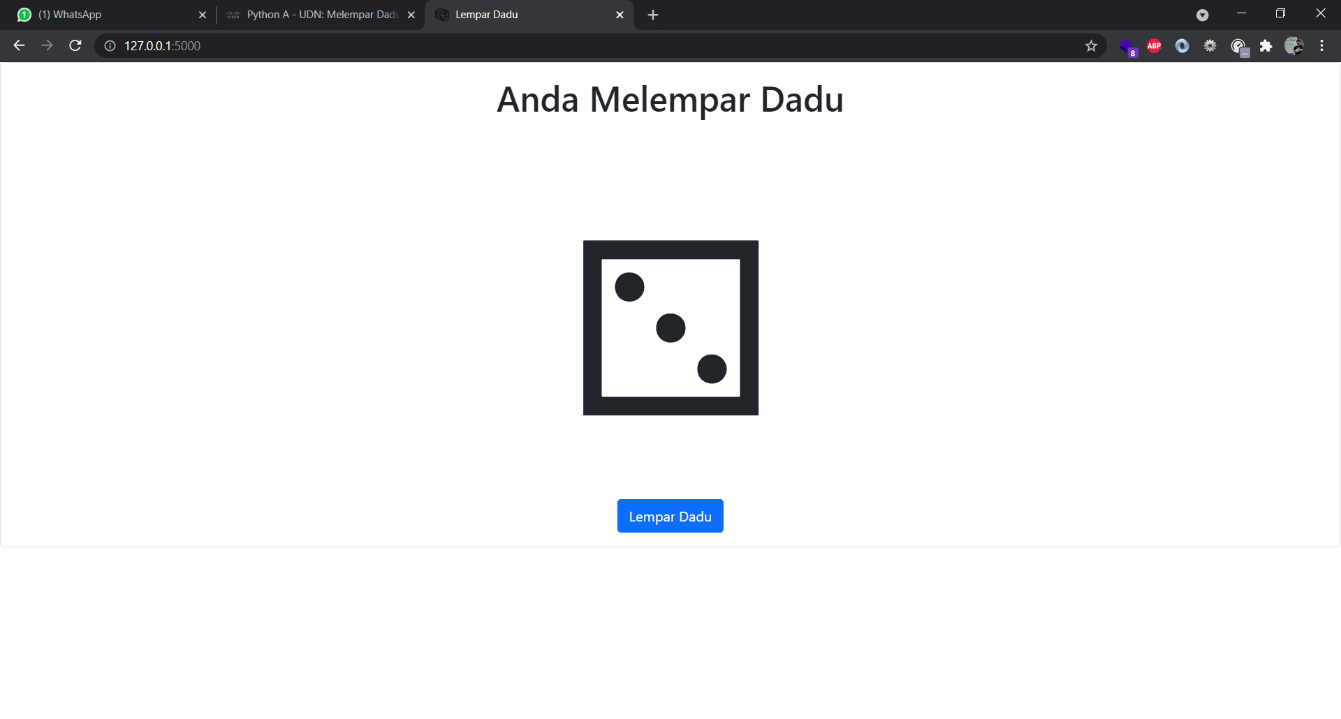 1 (1) WhatsApp
Python A - UDN: Melempar Dadu
Lempar Dadu
127.0.0.1:5000
8
ABP
Anda Melempar Dadu
Lempar Dadu